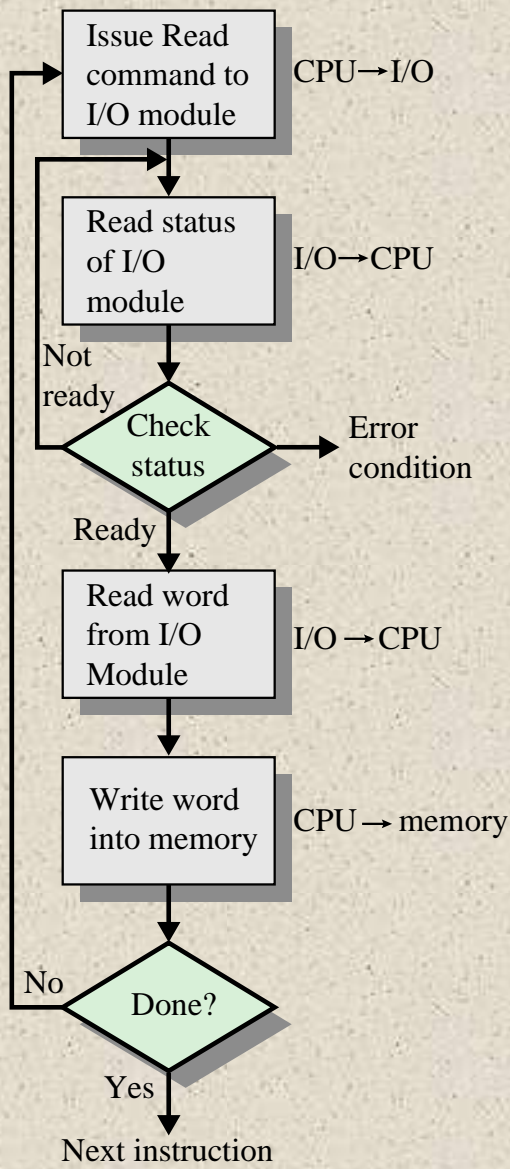 Issue Read
command to
I/O module
CPU→I/O
Read status
of I/O
module
I/O→CPU
Not
ready
Check
status
Error
condition
Ready
Read word
from I/O
Module
I/O → CPU
Write word
into memory
CPU → memory
No
Done?
Yes
Next instruction